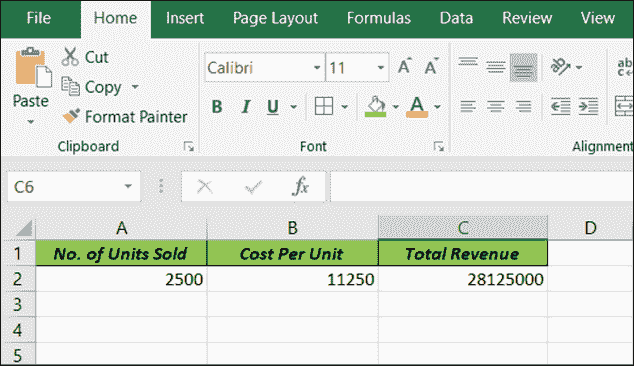 File Home Insert Page Layout Formulas Data Review View
Cut
Copy
Format Painter
Paste
Calibri 11 A A
B I U A
Clipboard Font Alignment
C6 fx
A B C D
1 No. of Units Sold Cost Per Unit Total Revenue
2 2500 11250 28125000
3
4
5